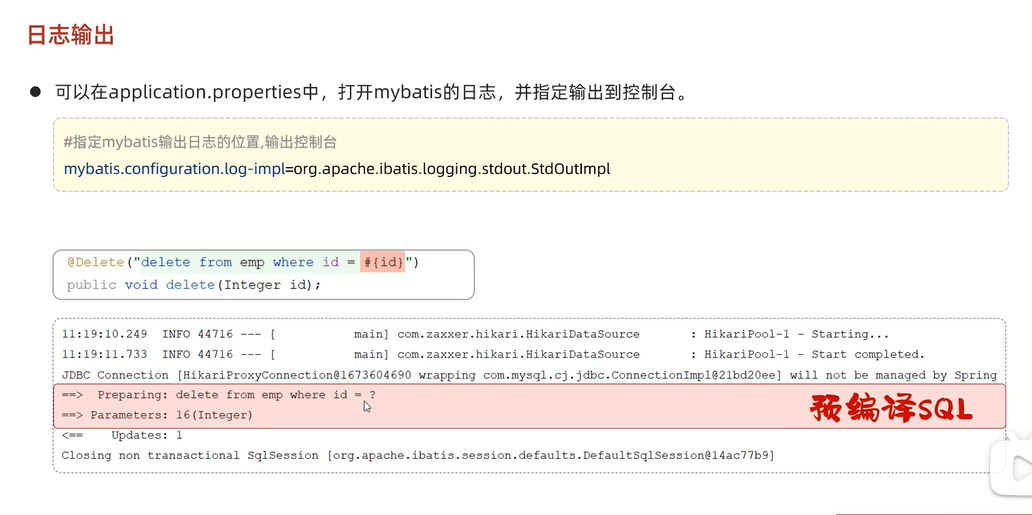 日志输出
● 可以在application.properties中，打开mybatis的日志，并指定输出到控制台。
#指定mybatis输出日志的位置,输出控制台
mybatis.configuration.log-impl=org.apache.ibatis.logging.stdout.StdOutImpl
@Delete("delete from emp where id = #{id}")
public void delete(Integer id);
11:19:10.249  INFO 44716 --- [           main] com.zaxxer.hikari.HikariDataSource       : HikariPool-1 - Starting...
11:19:11.733  INFO 44716 --- [           main] com.zaxxer.hikari.HikariDataSource       : HikariPool-1 - Start completed.
JDBC Connection [HikariProxyConnection@1673604690 wrapping com.mysql.cj.jdbc.ConnectionImpl@21bd20ee] will not be managed by Spring
==>  Preparing: delete from emp where id = ?
==> Parameters: 16(Integer)
预编译SQL
<==    Updates: 1
Closing non transactional SqlSession [org.apache.ibatis.session.defaults.DefaultSqlSession@14ac77b9]